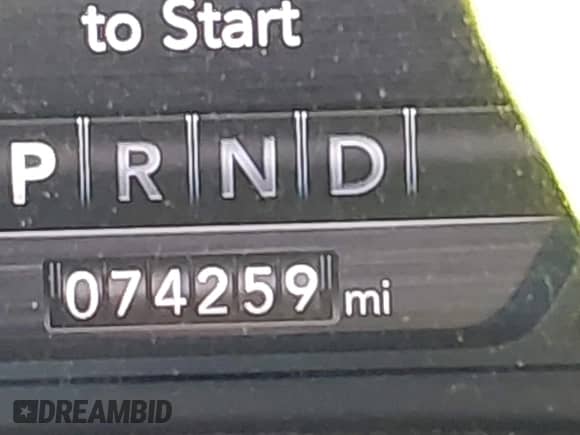 to Start
P R N D
074259 mi
DREAMBID